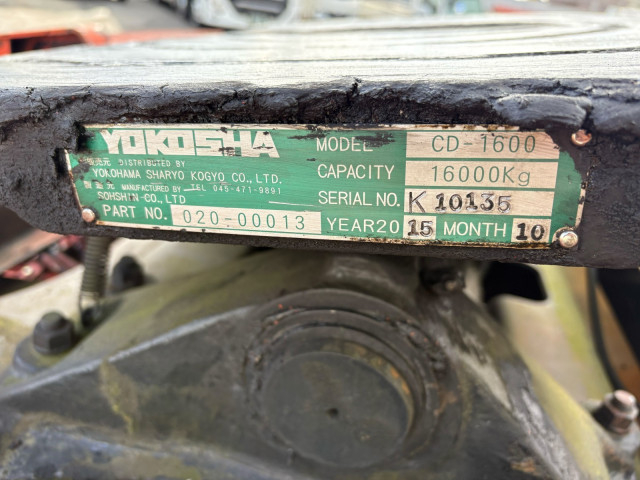 YOKOSHA
販売元 DISTRIBUTED BY
YOKOHAMA SHARYO KOGYO CO., LTD.
製造元 MANUFACTURED BY TEL 045-471-9891
SOHSHIN-CO., LTD
PART NO. 020-00013
MODEL CD-1600
CAPACITY 16000Kg
SERIAL NO. K 10135
YEAR20 15 MONTH 10